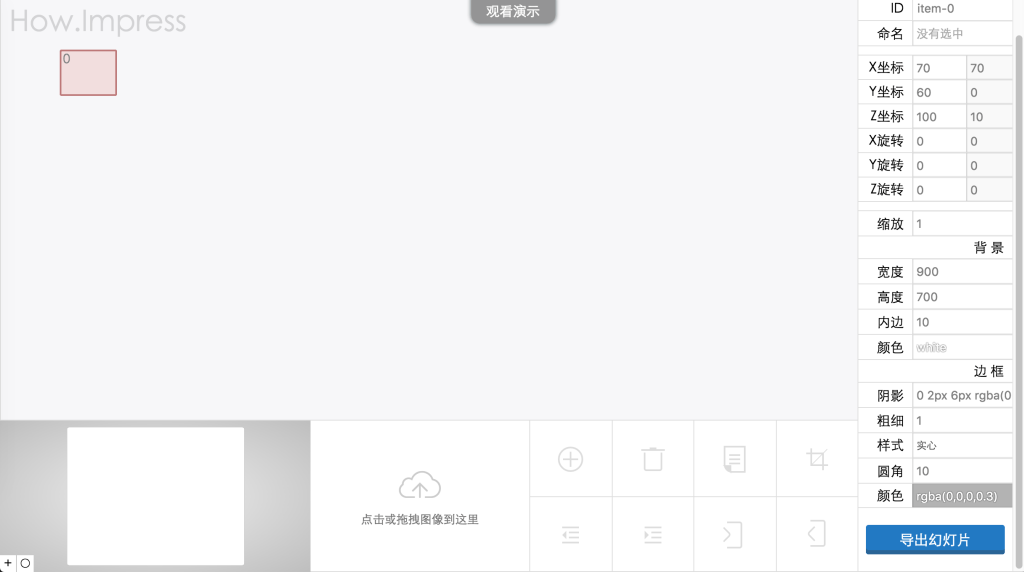 How.Impress
观看演示
0
ID item-0
命名 没有选中
X坐标 70 70
Y坐标 60 0
Z坐标 100 10
X旋转 0 0
Y旋转 0 0
Z旋转 0 0
缩放 1
背 景
宽度 900
高度 700
内边 10
颜色 white
边 框
阴影 0 2px 6px rgba(0
粗细 1
样式 实心
圆角 10
颜色 rgba(0,0,0,0.3)
导出幻灯片
点击或拖拽图像到这里